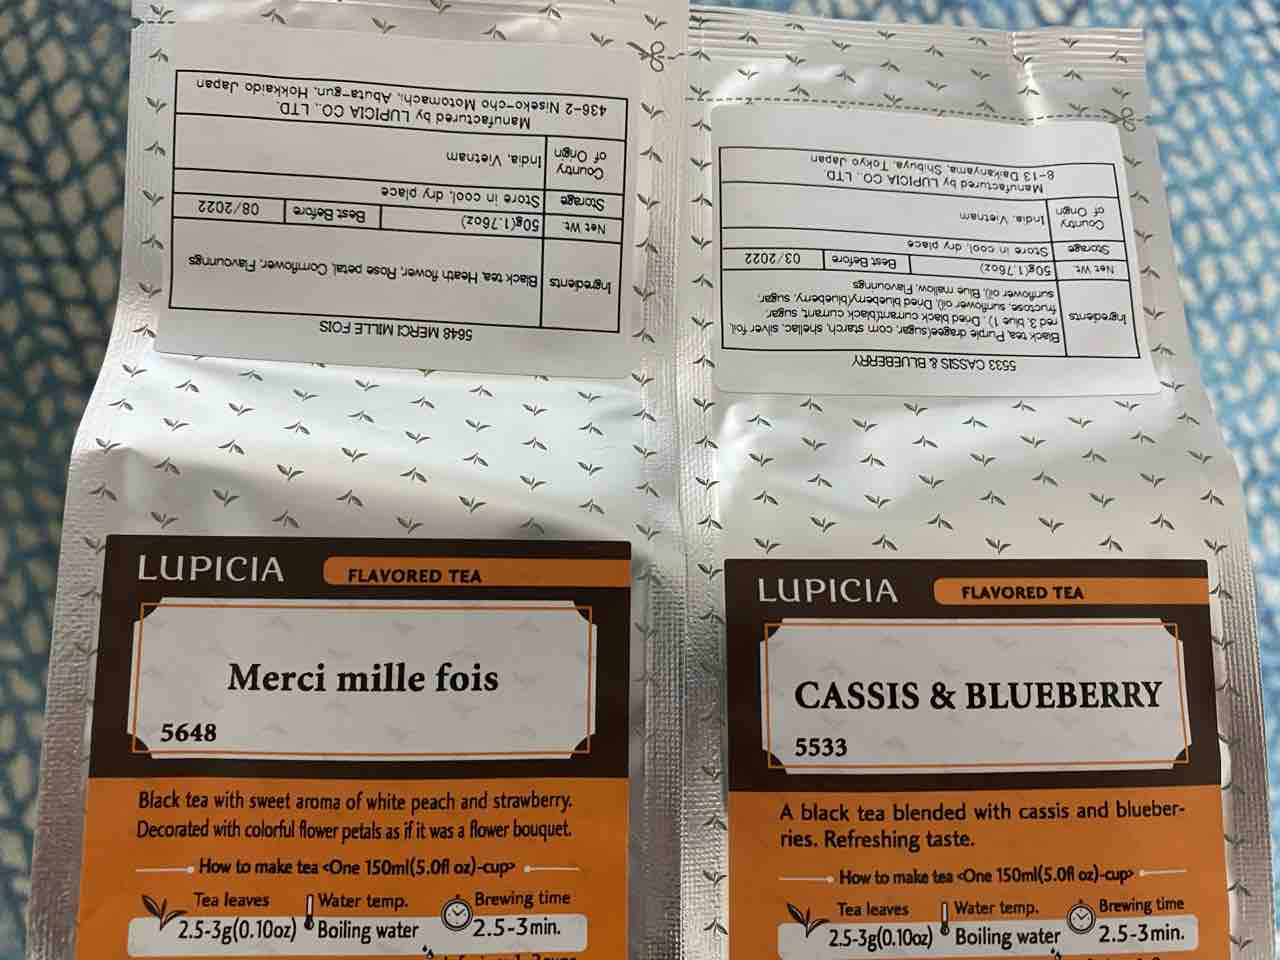 5648 MERCI MILLE FOIS
Ingredients Black tea, Heath flower, Rose petal, Cornflower, Flavourings
Net Wt. 50g(1.76oz) Best Before 08/2022
Storage Store in cool, dry place
Country of Origin India, Vietnam
Manufactured by LUPICIA CO., LTD.
436-2 Niseko-cho Motomachi, Abuta-gun, Hokkaido Japan
LUPICIA FLAVORED TEA
Merci mille fois
5648
Black tea with sweet aroma of white peach and strawberry.
Decorated with colorful flower petals as if it was a flower bouquet.
How to make tea <One 150ml(5.0fl oz)-cup>
Tea leaves Water temp. Brewing time
2.5-3g(0.10oz) Boiling water 2.5-3min.
5533 CASSIS & BLUEBERRY
Ingredients Black tea, Purple dragee(sugar, corn starch, shellac, silver foil,
red 3, blue 1), Dried black currant(black currant, sugar,
fructose, sunflower oil), Dried blueberry(blueberry, sugar,
sunflower oil), Blue mallow, Flavourings
Net Wt. 50g(1.76oz) Best Before 03/2022
Storage Store in cool, dry place
Country of Origin India, Vietnam
Manufactured by LUPICIA CO., LTD.
8-13 Daikanyama, Shibuya, Tokyo Japan
LUPICIA FLAVORED TEA
CASSIS & BLUEBERRY
5533
A black tea blended with cassis and blueber-
ries. Refreshing taste.
How to make tea <One 150ml(5.0fl oz)-cup>
Tea leaves Water temp. Brewing time
2.5-3g(0.10oz) Boiling water 2.5-3min.